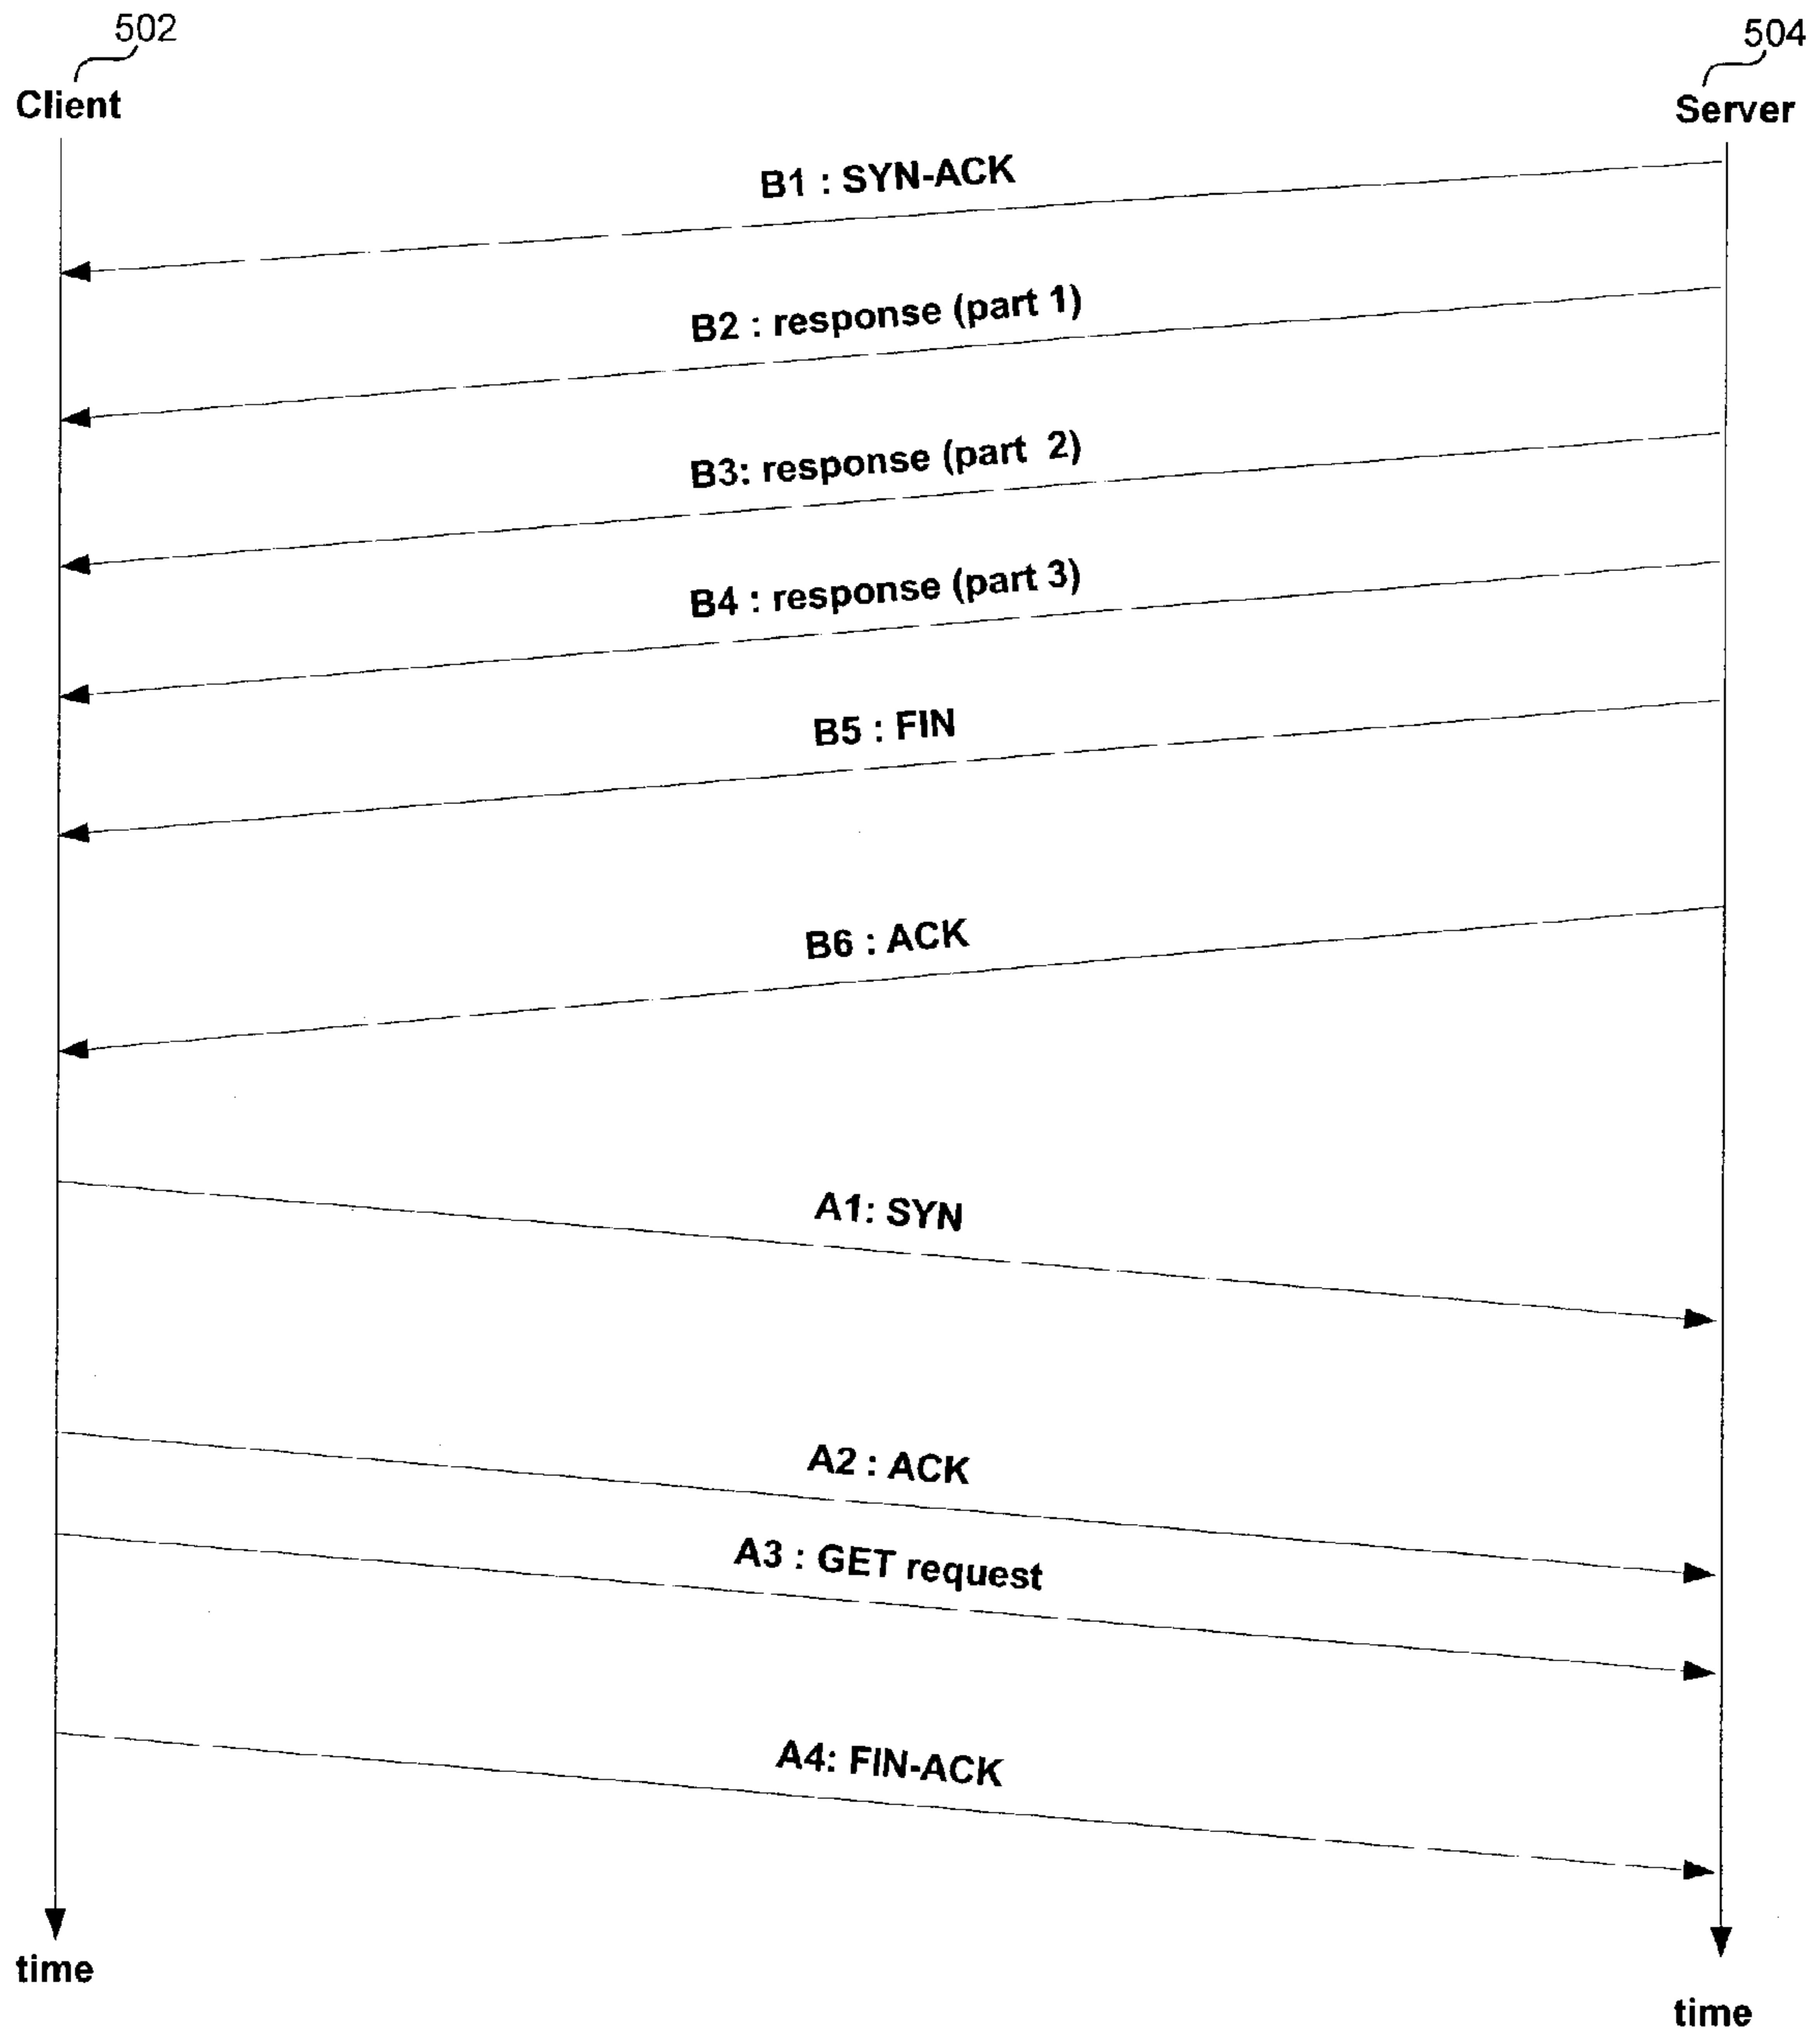 502
504
Client
Server
B1 : SYN-ACK
B2 : response (part 1)
B3: response (part 2)
B4 : response (part 3)
B5 : FIN
B6 : ACK
A1: SYN
A2 : ACK
A3 : GET request
A4: FIN-ACK
time
time